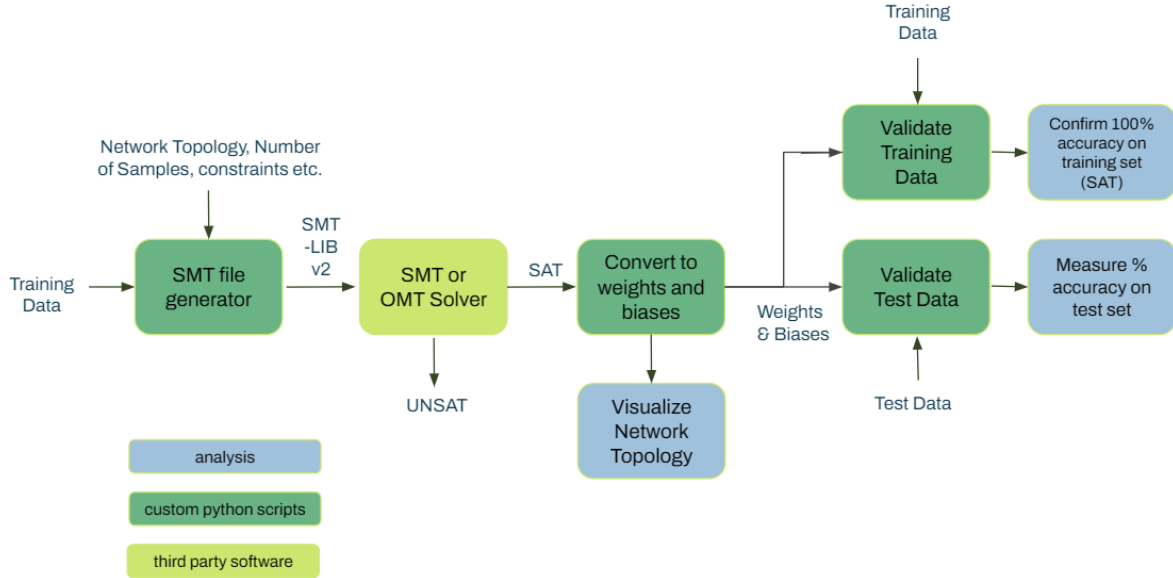 Training
Data
Network Topology, Number
of Samples, constraints etc.
Validate
Training
Data
Confirm 100%
accuracy on
training set
(SAT)
Training
Data
SMT file
generator
SMT
-LIB
v2
SMT or
OMT Solver
SAT
Convert to
weights and
biases
Weights
& Biases
Validate
Test Data
Measure %
accuracy on
test set
UNSAT
Visualize
Network
Topology
Test Data
analysis
custom python scripts
third party software